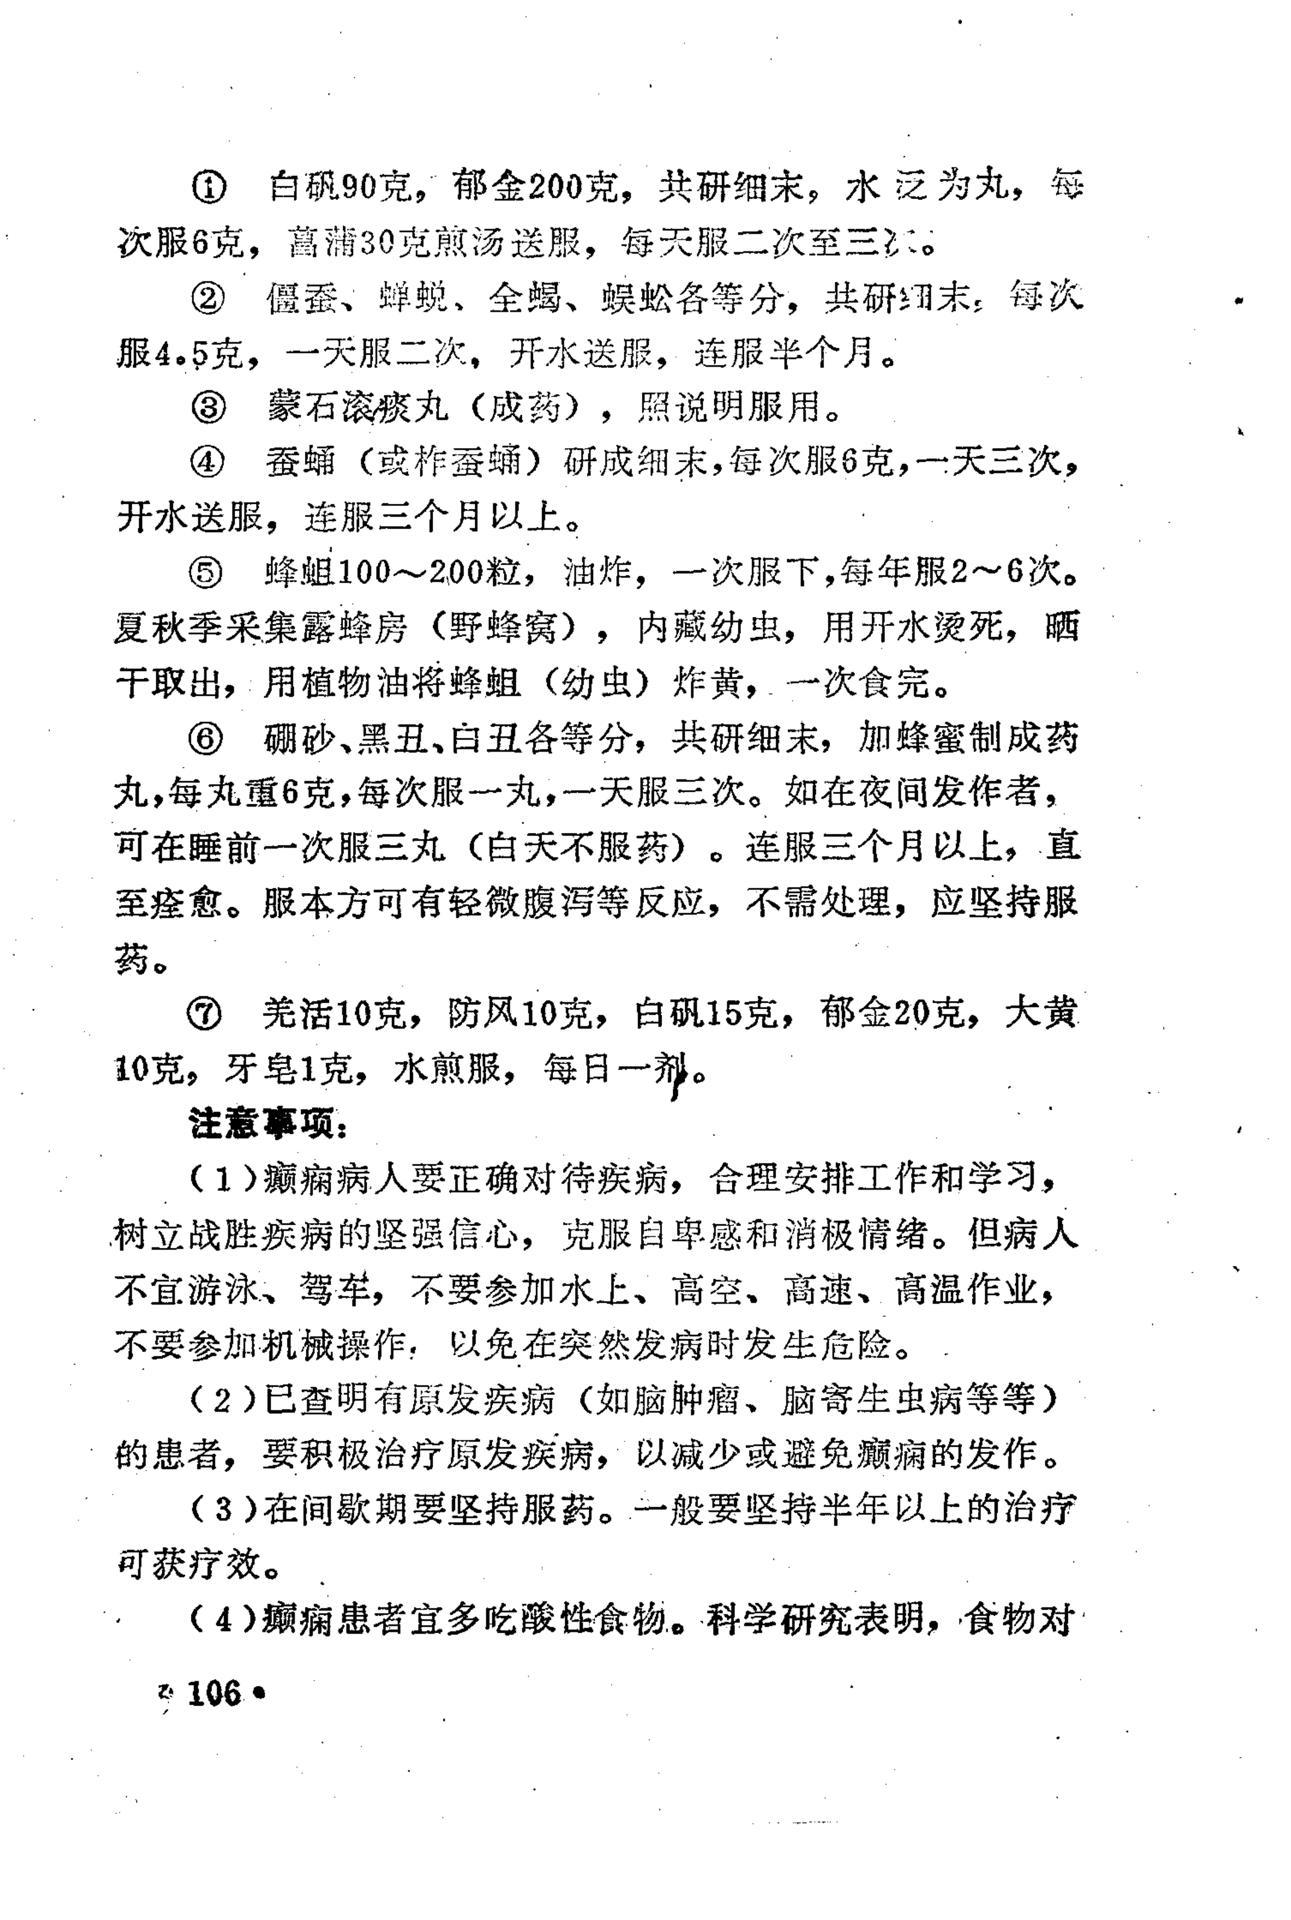 ① 白矾90克，郁金200克，共研细末，水泛为丸，每
次服6克，菖蒲30克煎汤送服，每天服二次至三次。
② 僵蚕、蝉蜕、全蝎、蜈蚣各等分，共研细末，每次
服4.5克，一天服二次，开水送服，连服半个月。
③ 蒙石滚痰丸（成药），照说明服用。
④ 蚕蛹（或柞蚕蛹）研成细末，每次服6克，一天三次，
开水送服，连服三个月以上。
⑤ 蜂蛆100～200粒，油炸，一次服下，每年服2～6次。
夏秋季采集露蜂房（野蜂窝），内藏幼虫，用开水烫死，晒
干取出，用植物油将蜂蛆（幼虫）炸黄，一次食完。
⑥ 硼砂、黑丑、白丑各等分，共研细末，加蜂蜜制成药
丸，每丸重6克，每次服一丸，一天服三次。如在夜间发作者，
可在睡前一次服三丸（白天不服药）。连服三个月以上，直
至痊愈。服本方可有轻微腹泻等反应，不需处理，应坚持服
药。
⑦ 羌活10克，防风10克，白矾15克，郁金20克，大黄
10克，牙皂1克，水煎服，每日一剂。
注意事项：
（1）癫痫病人要正确对待疾病，合理安排工作和学习，
树立战胜疾病的坚强信心，克服自卑感和消极情绪。但病人
不宜游泳、驾车，不要参加水上、高空、高速、高温作业，
不要参加机械操作，以免在突然发病时发生危险。
（2）已查明有原发疾病（如脑肿瘤、脑寄生虫病等等）
的患者，要积极治疗原发疾病，以减少或避免癫痫的发作。
（3）在间歇期要坚持服药。一般要坚持半年以上的治疗
可获疗效。
（4）癫痫患者宜多吃酸性食物。科学研究表明，食物对
106•